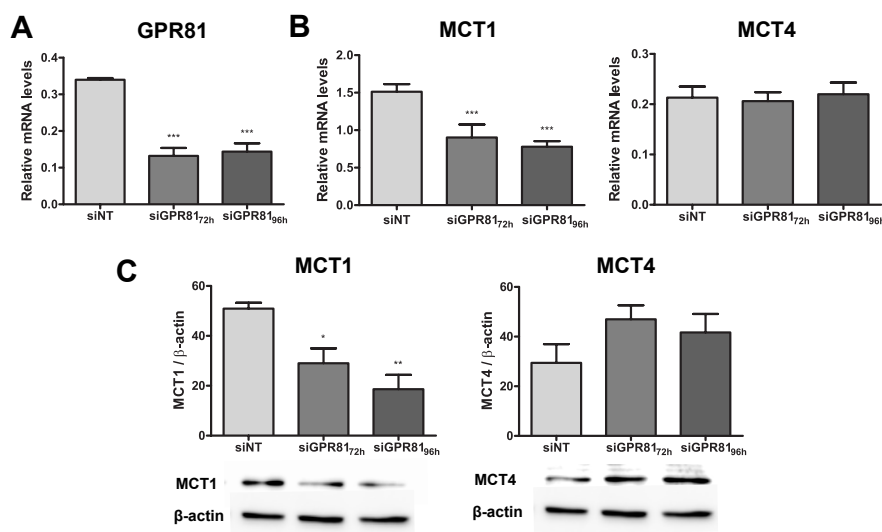 A
GPR81
Relative mRNA levels
0.4
0.3
0.2
0.1
0.0
***
***
siNT
siGPR8172h
siGPR8196h
B
MCT1
Relative mRNA levels
2.0
1.5
1.0
0.5
0.0
***
***
siNT
siGPR8172h
siGPR8196h
MCT4
Relative mRNA levels
0.3
0.2
0.1
0.0
siNT
siGPR8172h
siGPR8196h
C
MCT1
MCT1 / β-actin
60
40
20
0
*
**
siNT
siGPR8172h
siGPR8196h
MCT1
β-actin
MCT4
MCT4 / β-actin
60
40
20
0
siNT
siGPR8172h
siGPR8196h
MCT4
β-actin